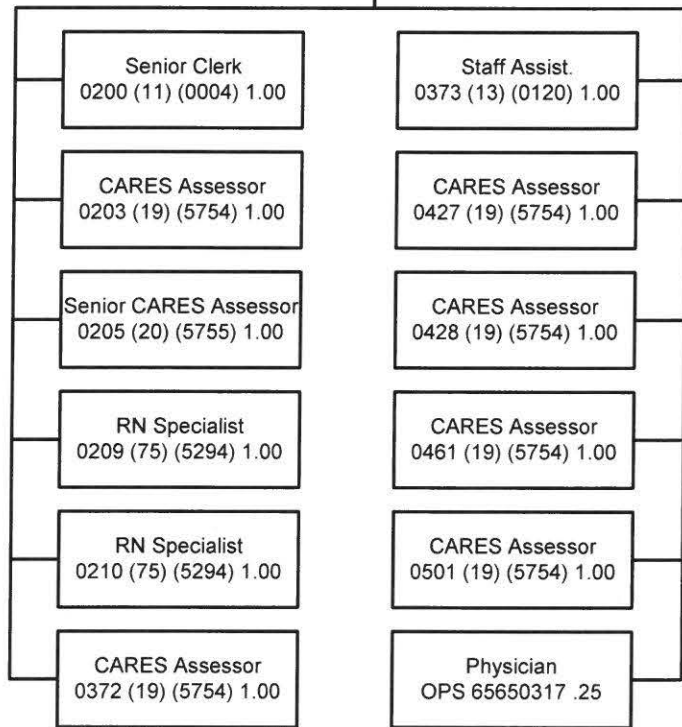 Senior Clerk
0200 (11) (0004) 1.00
CARES Assessor
0203 (19) (5754) 1.00
Senior CARES Assessor
0205 (20) (5755) 1.00
RN Specialist
0209 (75) (5294) 1.00
RN Specialist
0210 (75) (5294) 1.00
CARES Assessor
0372 (19) (5754) 1.00
Staff Assist.
0373 (13) (0120) 1.00
CARES Assessor
0427 (19) (5754) 1.00
CARES Assessor
0428 (19) (5754) 1.00
CARES Assessor
0461 (19) (5754) 1.00
CARES Assessor
0501 (19) (5754) 1.00
Physician
OPS 65650317 .25